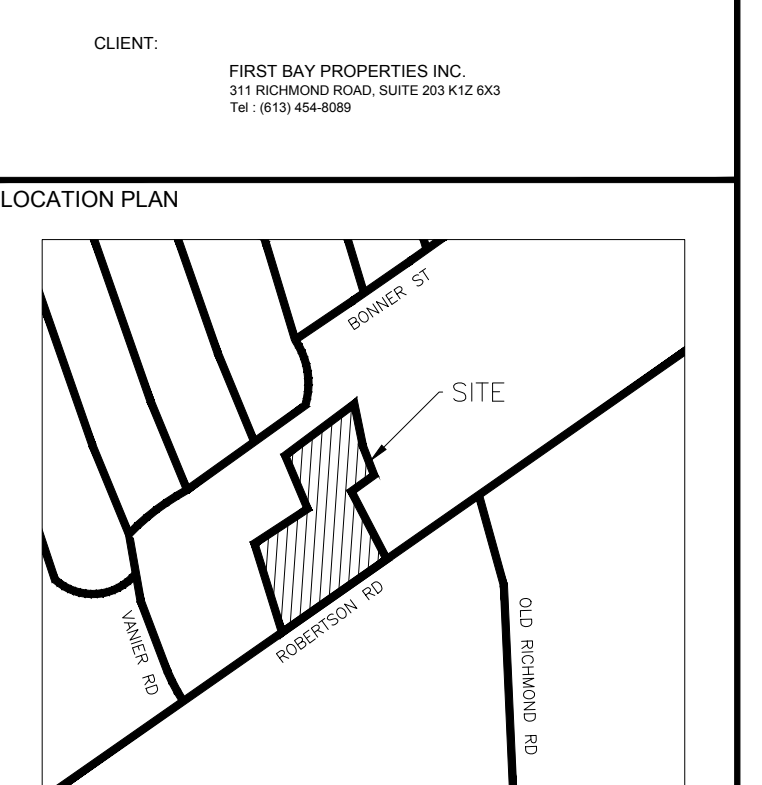 CLIENT:
FIRST BAY PROPERTIES INC.
311 RICHMOND ROAD, SUITE 203 K1Z 6X3
Tel : (613) 454-8089
LOCATION PLAN
BONNER ST
SITE
ROBERTSON RD
VANIER RD
OLD RICHMOND RD